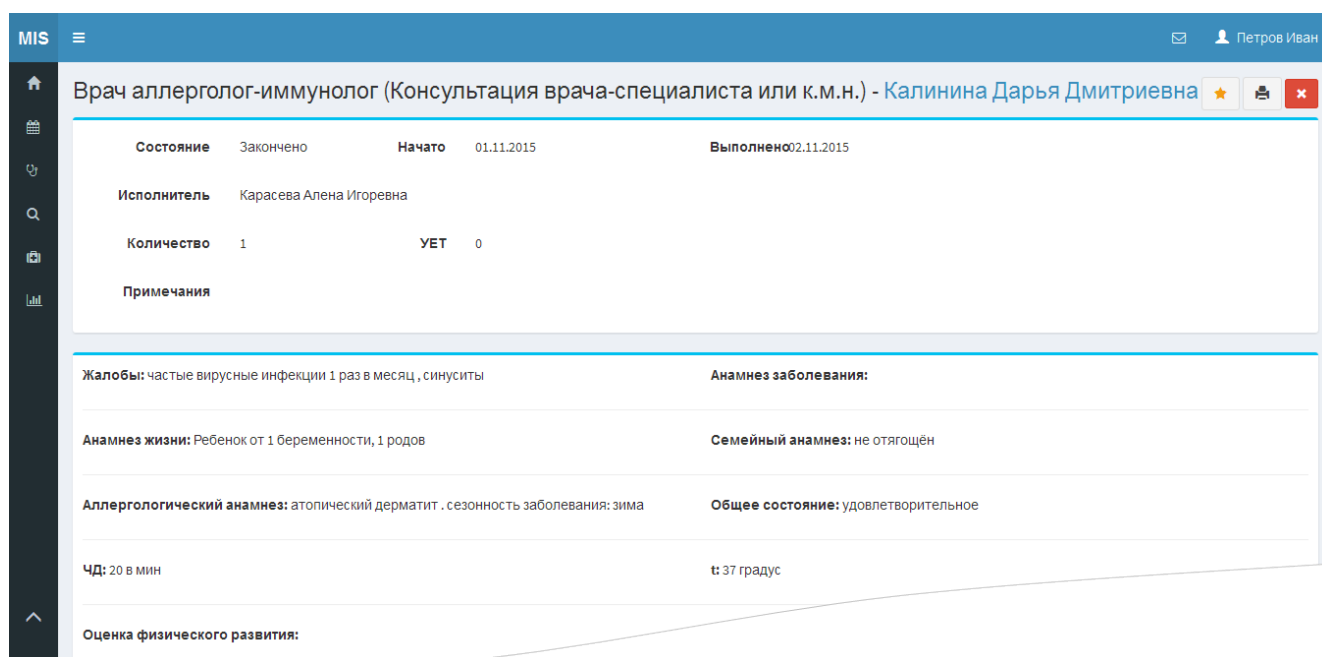 MIS Петров Иван
Врач аллерголог-иммунолог (Консультация врача-специалиста или к.м.н.) - Калинина Дарья Дмитриевна
Состояние Закончено Начато 01.11.2015 Выполнено 02.11.2015
Исполнитель Карасева Алена Игоревна
Количество 1 УЕТ 0
Примечания
Жалобы: частые вирусные инфекции 1 раз в месяц , синуситы Анамнез заболевания:
Анамнез жизни: Ребенок от 1 беременности, 1 родов Семейный анамнез: не отягощён
Аллергологический анамнез: атопический дерматит . сезонность заболевания: зима Общее состояние: удовлетворительное
ЧД: 20 в мин t: 37 градус
Оценка физического развития: